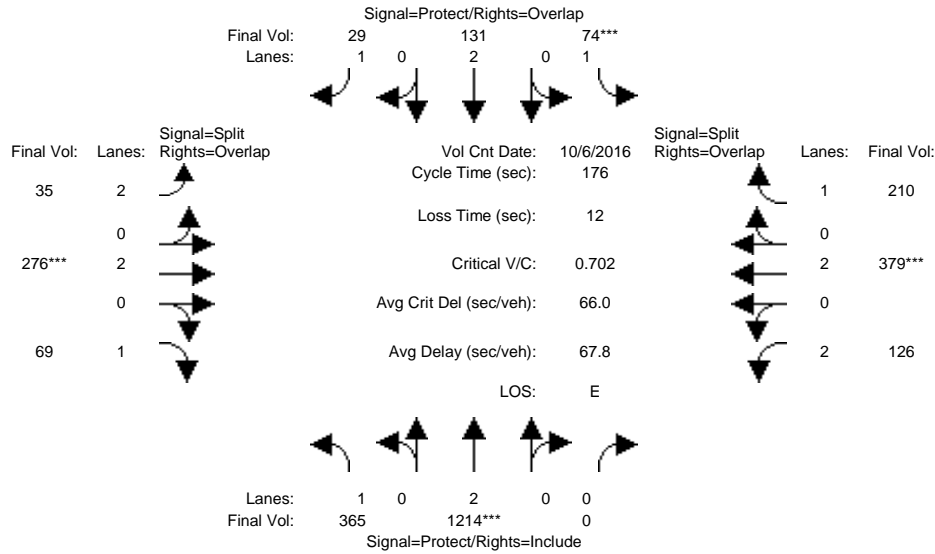 Signal=Protect/Rights=Overlap
Final Vol: 29 131 74***
Lanes: 1 0 2 0 1
Signal=Split Signal=Split
Final Vol: Lanes: Rights=Overlap Vol Cnt Date: 10/6/2016 Rights=Overlap Lanes: Final Vol:
Cycle Time (sec): 176
35 2 1 210
Loss Time (sec): 12
0 0
276*** 2 Critical V/C: 0.702 2 379***
0 Avg Crit Del (sec/veh): 66.0 0
69 1 Avg Delay (sec/veh): 67.8 2 126
LOS: E
Lanes: 1 0 2 0 0
Final Vol: 365 1214*** 0
Signal=Protect/Rights=Include